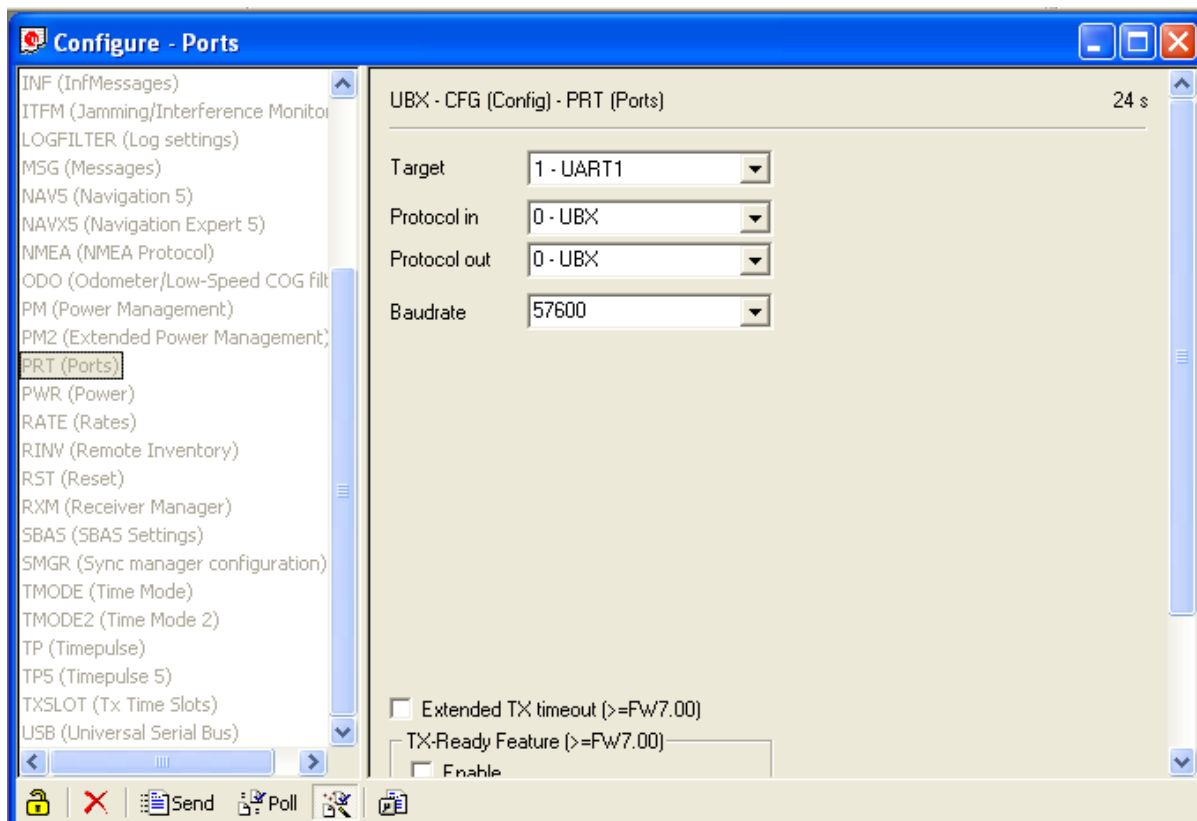 Configure - Ports
INF (InfMessages)
ITFM (Jamming/Interference Monitor
LOGFILTER (Log settings)
MSG (Messages)
NAV5 (Navigation 5)
NAVX5 (Navigation Expert 5)
NMEA (NMEA Protocol)
ODO (Odometer/Low-Speed COG filt
PM (Power Management)
PM2 (Extended Power Management)
PRT (Ports)
PWR (Power)
RATE (Rates)
RINV (Remote Inventory)
RST (Reset)
RXM (Receiver Manager)
SBAS (SBAS Settings)
SMGR (Sync manager configuration)
TMODE (Time Mode)
TMODE2 (Time Mode 2)
TP (Timepulse)
TP5 (Timepulse 5)
TXSLOT (Tx Time Slots)
USB (Universal Serial Bus)
UBX - CFG (Config) - PRT (Ports) 24 s
Target 1 - UART1
Protocol in 0 - UBX
Protocol out 0 - UBX
Baudrate 57600
Extended TX timeout (>=FW7.00)
TX-Ready Feature (>=FW7.00)
Enable
Send Poll